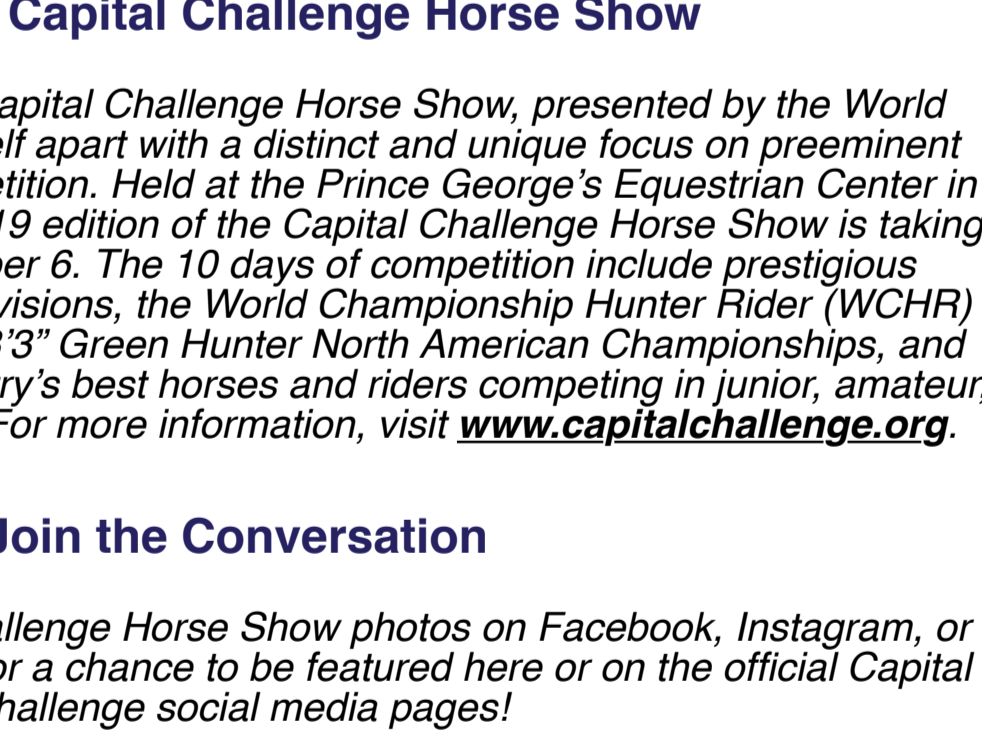 Capital Challenge Horse Show
apital Challenge Horse Show, presented by the World
elf apart with a distinct and unique focus on preeminent
etition. Held at the Prince George’s Equestrian Center in
19 edition of the Capital Challenge Horse Show is taking
ber 6. The 10 days of competition include prestigious
visions, the World Championship Hunter Rider (WCHR)
3’3” Green Hunter North American Championships, and
ry’s best horses and riders competing in junior, amateur,
For more information, visit www.capitalchallenge.org.
Join the Conversation
allenge Horse Show photos on Facebook, Instagram, or
or a chance to be featured here or on the official Capital
hallenge social media pages!